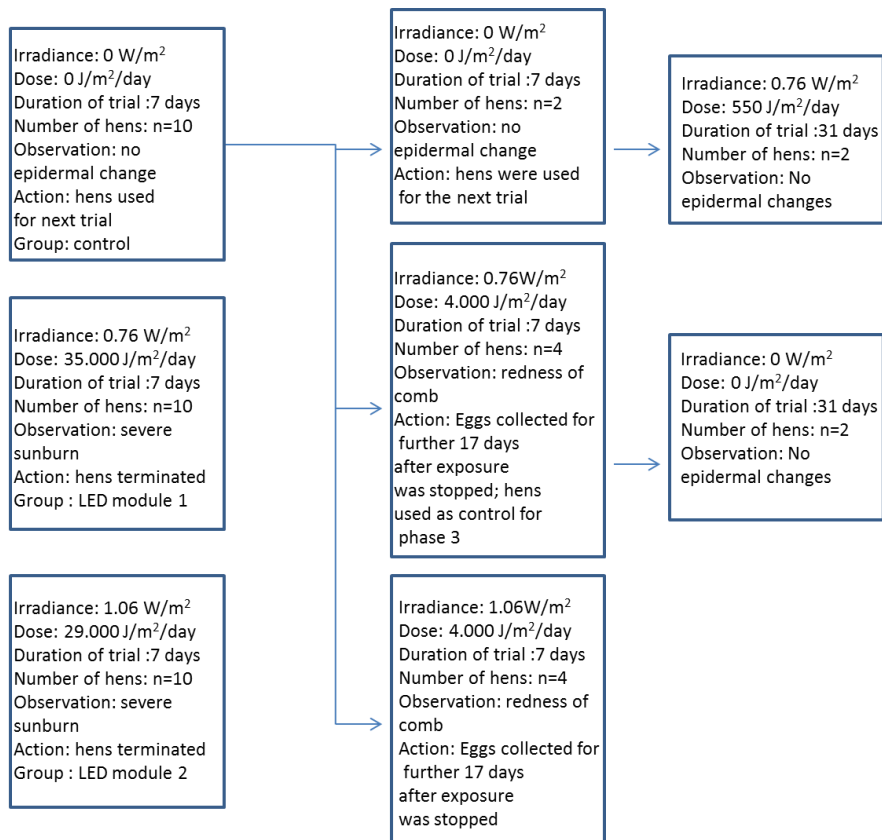 Irradiance: 0 W/m²
Dose: 0 J/m²/day
Duration of trial :7 days
Number of hens: n=10
Observation: no
epidermal change
Action: hens used
for next trial
Group: control
Irradiance: 0.76 W/m²
Dose: 35.000 J/m²/day
Duration of trial :7 days
Number of hens: n=10
Observation: severe
sunburn
Action: hens terminated
Group : LED module 1
Irradiance: 1.06 W/m²
Dose: 29.000 J/m²/day
Duration of trial :7 days
Number of hens: n=10
Observation: severe
sunburn
Action: hens terminated
Group : LED module 2
Irradiance: 0 W/m²
Dose: 0 J/m²/day
Duration of trial :7 days
Number of hens: n=2
Observation: no
epidermal change
Action: hens were used
for the next trial
Irradiance: 0.76W/m²
Dose: 4.000 J/m²/day
Duration of trial :7 days
Number of hens: n=4
Observation: redness of
comb
Action: Eggs collected for
further 17 days
after exposure
was stopped; hens
used as control for
phase 3
Irradiance: 1.06W/m²
Dose: 4.000 J/m²/day
Duration of trial :7 days
Number of hens: n=4
Observation: redness of
comb
Action: Eggs collected for
further 17 days
after exposure
was stopped
Irradiance: 0.76 W/m²
Dose: 550 J/m²/day
Duration of trial :31 days
Number of hens: n=2
Observation: No
epidermal changes
Irradiance: 0 W/m²
Dose: 0 J/m²/day
Duration of trial :31 days
Number of hens: n=2
Observation: No
epidermal changes